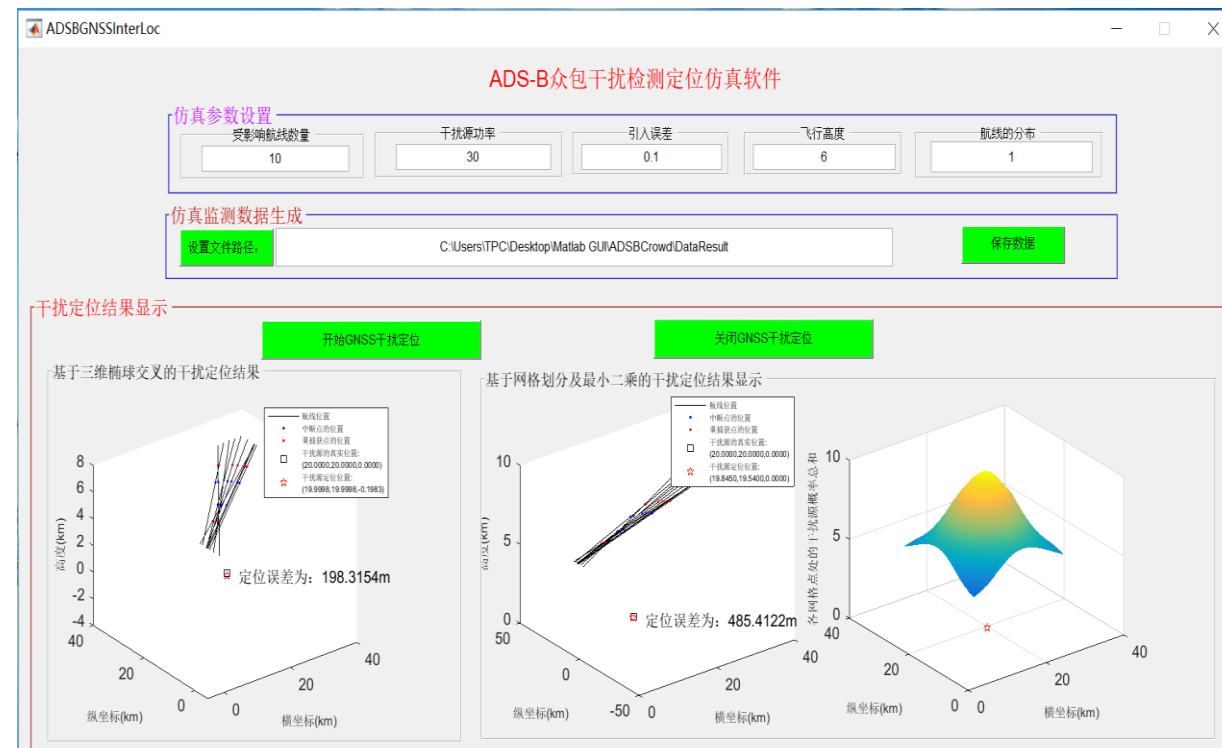 ADSBGNSSInterLoc
ADS-B众包干扰检测定位仿真软件
仿真参数设置
受影响航线数量
干扰源功率
引入误差
飞行高度
航线的分布
10
30
0.1
6
1
仿真监测数据生成
设置文件路径:
C:\Users\TPC\Desktop\Matlab GUI\ADSBCrowd\DataResult
保存数据
干扰定位结果显示
开始GNSS干扰定位
关闭GNSS干扰定位
基于三维椭球交叉的干扰定位结果
航线位置
中断点的位置
重捕获点的位置
干扰源的真实位置:
(20.0000,20.0000,0.0000)
干扰源定位位置:
(19.9998,19.9998,-0.1983)
8
6
4
2
0
-2
-4
高度(km)
定位误差为：198.3154m
40
20
0
纵坐标(km)
0
20
40
横坐标(km)
基于网格划分及最小二乘的干扰定位结果显示
航线位置
中断点的位置
重捕获点的位置
干扰源的真实位置:
(20.0000,20.0000,0.0000)
干扰源定位位置:
(19.8450,19.5400,0.0000)
10
5
0
高度(km)
定位误差为：485.4122m
50
0
-50
纵坐标(km)
0
20
40
横坐标(km)
各网格点处的干扰源概率总和
10
5
0
40
20
0
纵坐标(km)
0
20
40
横坐标(km)